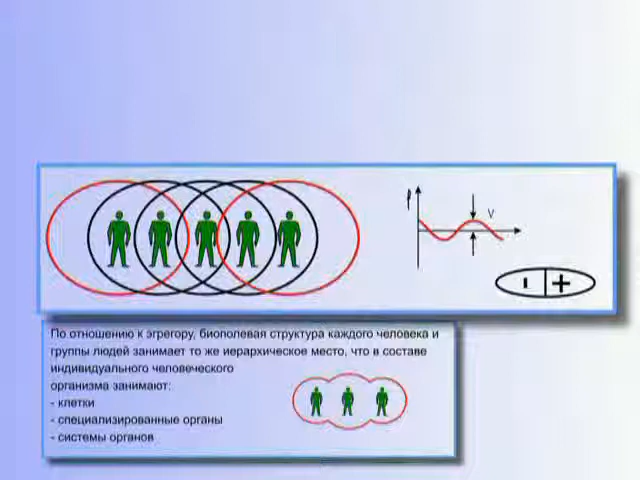 f
v
- +
По отношению к эгрегору, биополевая структура каждого человека и
группы людей занимает то же иерархическое место, что в составе
индивидуального человеческого
организма занимают:
- клетки
- специализированные органы
- системы органов